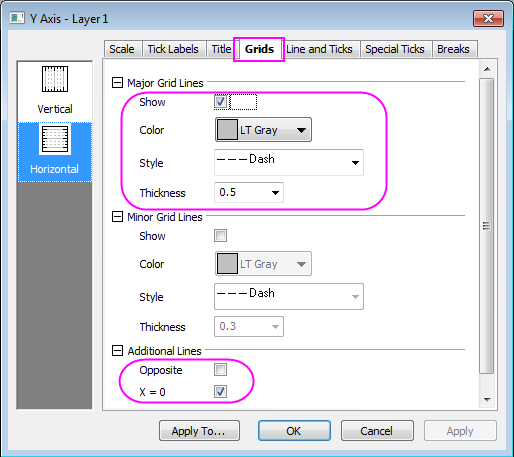 Y Axis - Layer1
Scale Tick Labels Title Grids Line and Ticks Special Ticks Breaks
Vertical
Horizontal
Major Grid Lines
Show
Color LT Gray
Style Dash
Thickness 0.5
Minor Grid Lines
Show
Color LT Gray
Style Dash
Thickness 0.3
Additional Lines
Opposite
X = 0
Apply To... OK Cancel Apply